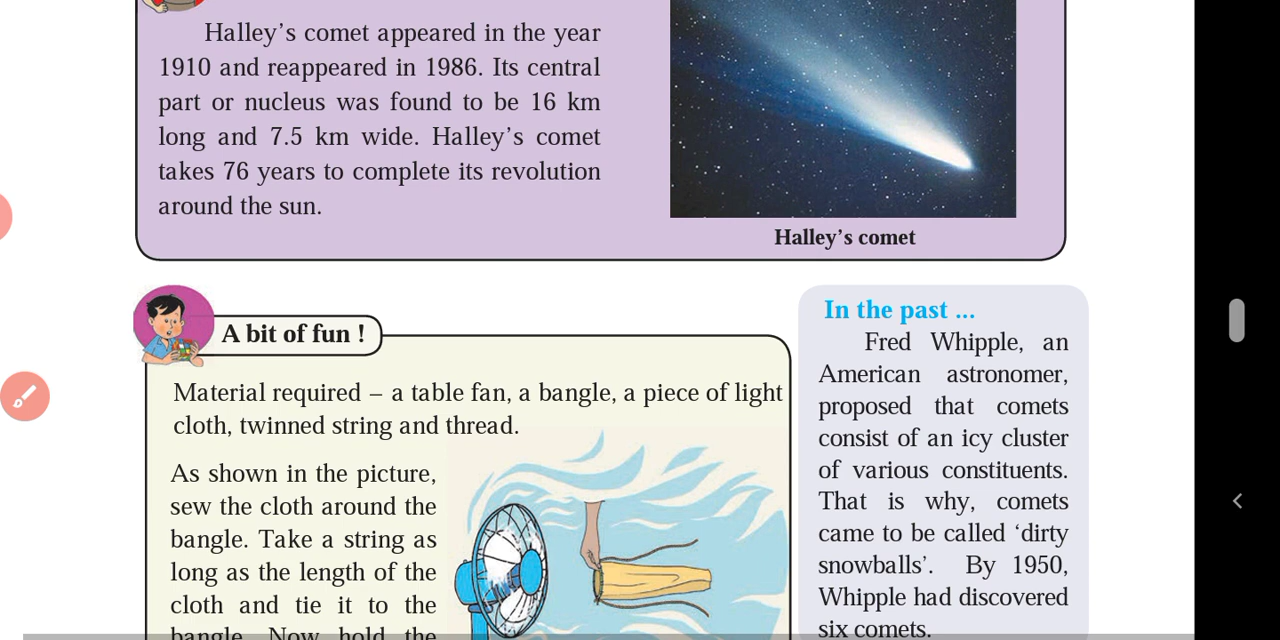 Halley’s comet appeared in the year
1910 and reappeared in 1986. Its central
part or nucleus was found to be 16 km
long and 7.5 km wide. Halley’s comet
takes 76 years to complete its revolution
around the sun.
Halley’s comet
A bit of fun !
Material required – a table fan, a bangle, a piece of light
cloth, twinned string and thread.
As shown in the picture,
sew the cloth around the
bangle. Take a string as
long as the length of the
cloth and tie it to the
bangle. Now hold the
In the past ...
Fred Whipple, an
American astronomer,
proposed that comets
consist of an icy cluster
of various constituents.
That is why, comets
came to be called ‘dirty
snowballs’. By 1950,
Whipple had discovered
six comets.